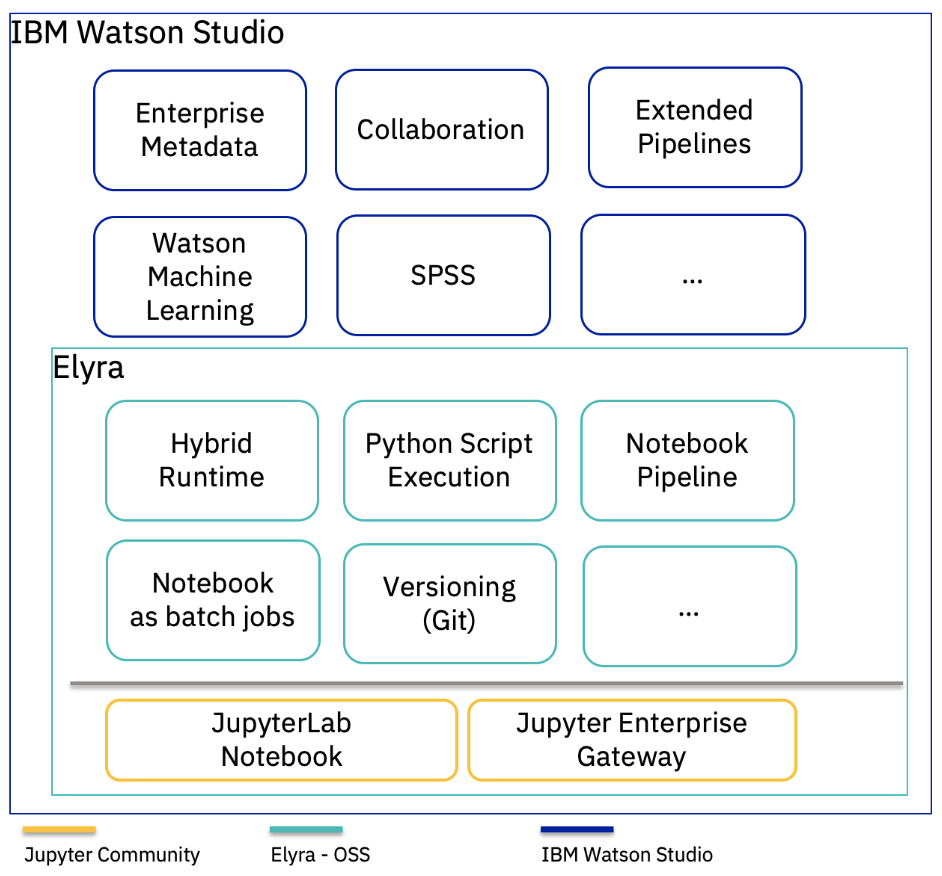 IBM Watson Studio
Enterprise
Metadata
Collaboration
Extended
Pipelines
Watson
Machine
Learning
SPSS
...
Elyra
Hybrid
Runtime
Python Script
Execution
Notebook
Pipeline
Notebook
as batch jobs
Versioning
(Git)
...
JupyterLab
Notebook
Jupyter Enterprise
Gateway
Jupyter Community
Elyra - OSS
IBM Watson Studio